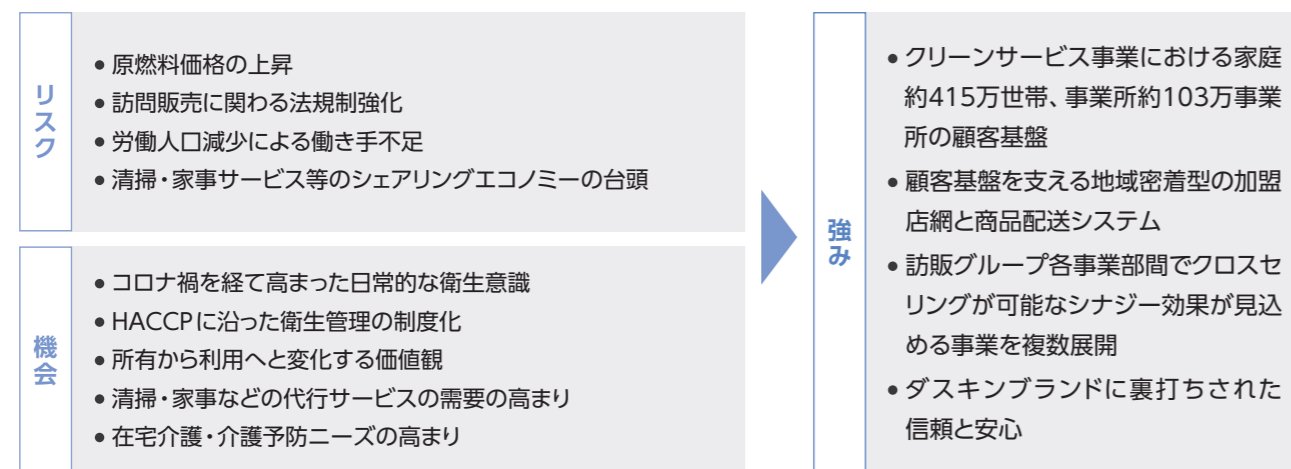 リスク
● 原燃料価格の上昇
● 訪問販売に関わる法規制強化
● 労働人口減少による働き手不足
● 清掃・家事サービス等のシェアリングエコノミーの台頭
機会
● コロナ禍を経て高まった日常的な衛生意識
● HACCPに沿った衛生管理の制度化
● 所有から利用へと変化する価値観
● 清掃・家事などの代行サービスの需要の高まり
● 在宅介護・介護予防ニーズの高まり
強み
● クリーンサービス事業における家庭
約415万世帯、事業所約103万事業
所の顧客基盤
● 顧客基盤を支える地域密着型の加盟
店網と商品配送システム
● 訪販グループ各事業部間でクロスセ
リングが可能なシナジー効果が見込
める事業を複数展開
● ダスキンブランドに裏打ちされた
信頼と安心